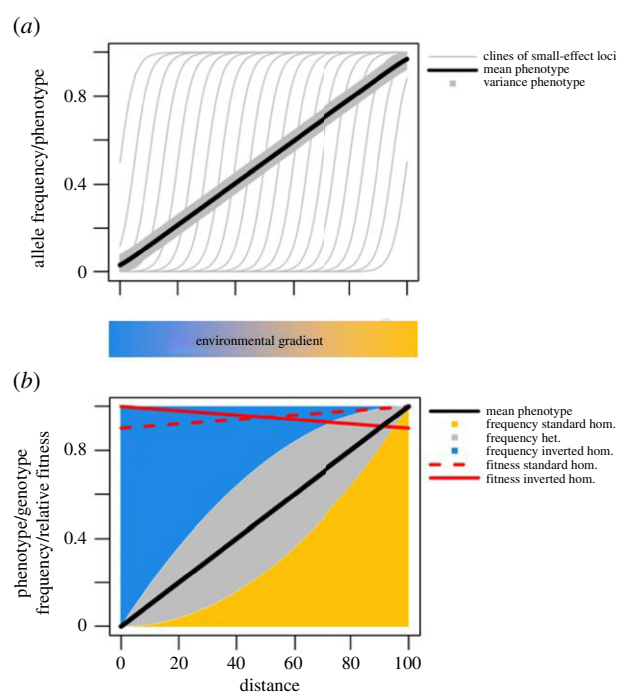 (a)
clines of small-effect loci
mean phenotype
variance phenotype
allele frequency/phenotype
0.8
0.4
0
environmental gradient
(b)
mean phenotype
frequency standard hom.
frequency het.
frequency inverted hom.
fitness standard hom.
fitness inverted hom.
phenotype/genotype
frequency/relative fitness
0.8
0.4
0
0 20 40 60 80 100
distance